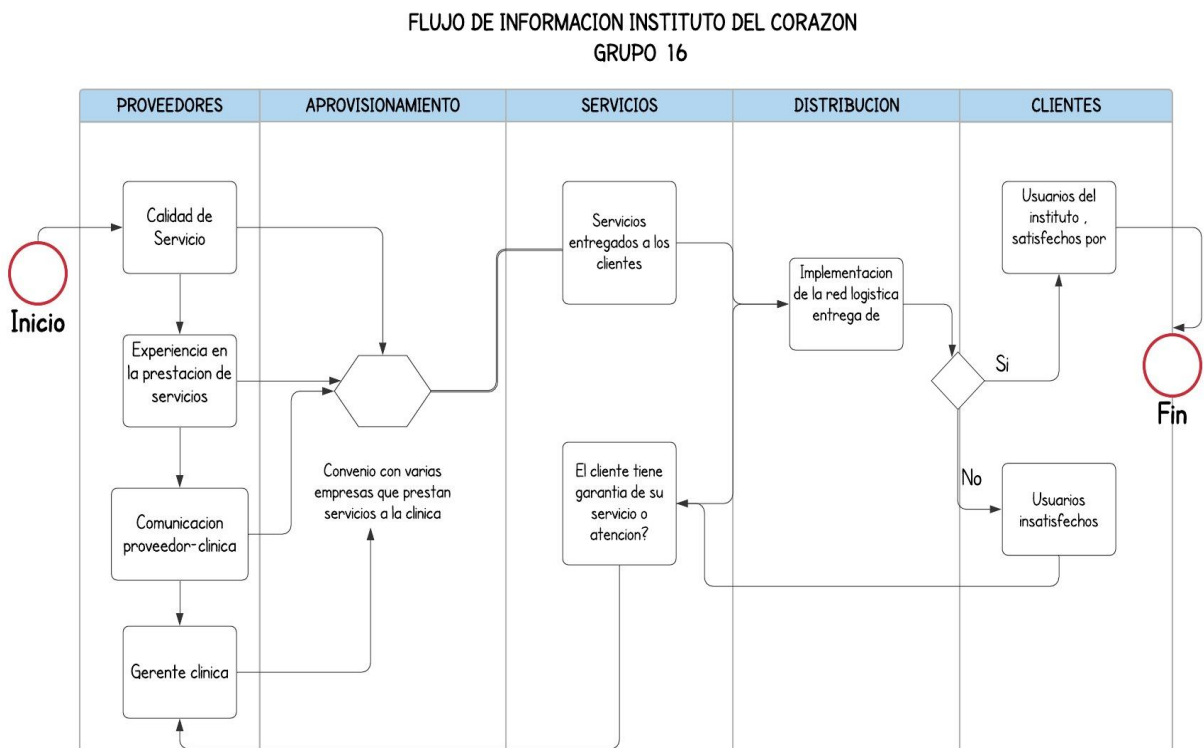 FLUJO DE INFORMACION INSTITUTO DEL CORAZON
GRUPO 16
PROVEEDORES
APROVISIONAMIENTO
SERVICIOS
DISTRIBUCION
CLIENTES
Inicio
Calidad de
Servicio
Experiencia en
la prestacion de
servicios
Comunicacion
proveedor-clinica
Gerente clinica
Convenio con varias
empresas que prestan
servicios a la clinica
Servicios
entregados a los
clientes
El cliente tiene
garantia de su
servicio o
atencion?
Implementacion
de la red logistica
entrega de
Si
No
Usuarios del
instituto ,
satisfechos por
Usuarios
insatisfechos
Fin